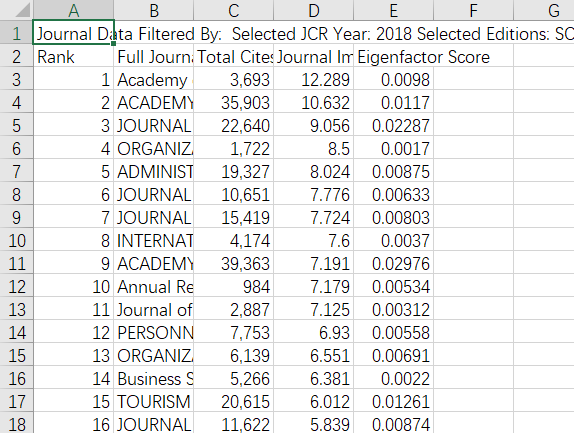 A B C D E F G
1 Journal Data Filtered By: Selected JCR Year: 2018 Selected Editions: SC
2 Rank Full Journ Total Cites Journal Im Eigenfactor Score
3 1 Academy 3,693 12.289 0.0098
4 2 ACADEMY 35,903 10.632 0.0117
5 3 JOURNAL 22,640 9.056 0.02287
6 4 ORGANIZ 1,722 8.5 0.0017
7 5 ADMINIST 19,327 8.024 0.00875
8 6 JOURNAL 10,651 7.776 0.00633
9 7 JOURNAL 15,419 7.724 0.00803
10 8 INTERNAT 4,174 7.6 0.0037
11 9 ACADEMY 39,363 7.191 0.02976
12 10 Annual Re 984 7.179 0.00534
13 11 Journal of 2,887 7.125 0.00312
14 12 PERSONN 7,753 6.93 0.00558
15 13 ORGANIZ 6,139 6.551 0.00691
16 14 Business S 5,266 6.381 0.0022
17 15 TOURISM 20,615 6.012 0.01261
18 16 JOURNAL 11,622 5.839 0.00874